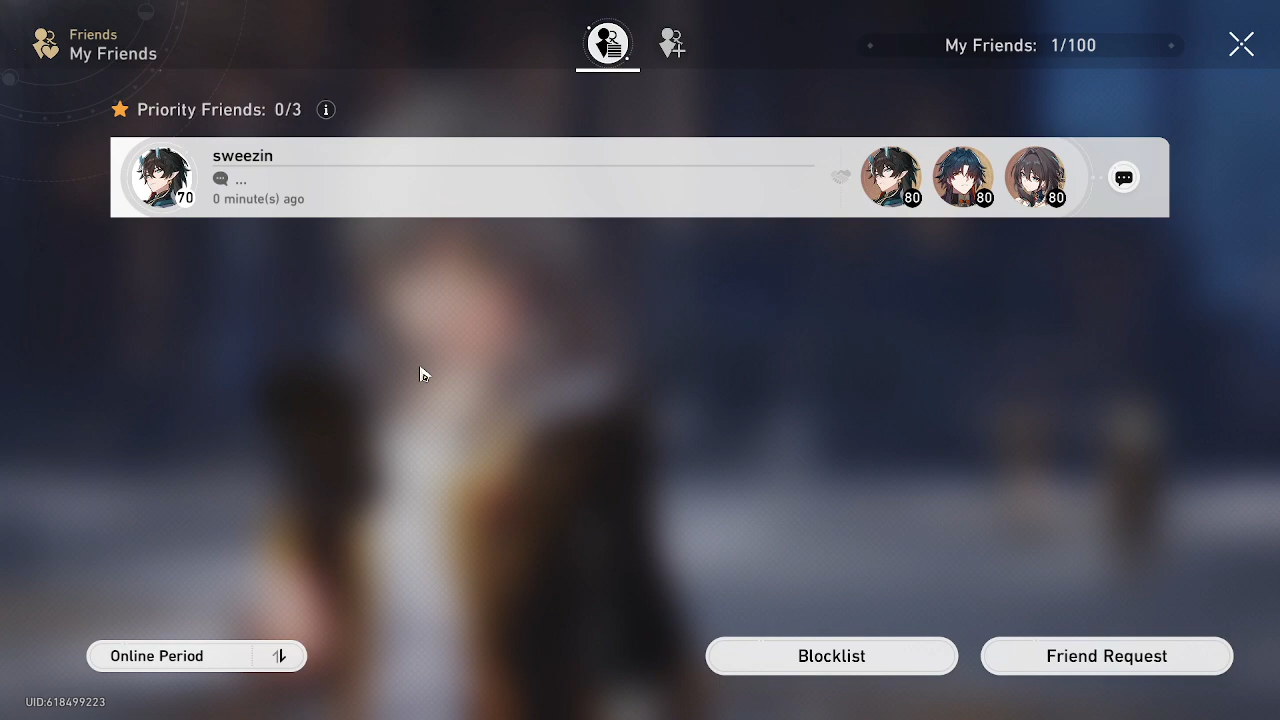 Friends
My Friends
My Friends: 1/100
Priority Friends: 0/3
sweezin
...
0 minute(s) ago
70
80
80
80
Online Period
Blocklist
Friend Request
UID:618499223